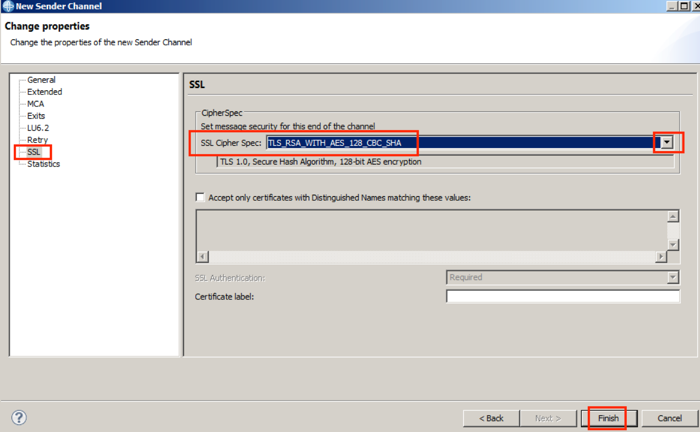 New Sender Channel
Change properties
Change the properties of the new Sender Channel
General
Extended
MCA
Exits
LU6.2
Retry
SSL
Statistics
SSL
CipherSpec
Set message security for this end of the channel
SSL Cipher Spec: TLS_RSA_WITH_AES_128_CBC_SHA
TLS 1.0, Secure Hash Algorithm, 128-bit AES encryption
Accept only certificates with Distinguished Names matching these values:
SSL Authentication: Required
Certificate label:
< Back Next > Finish Cancel